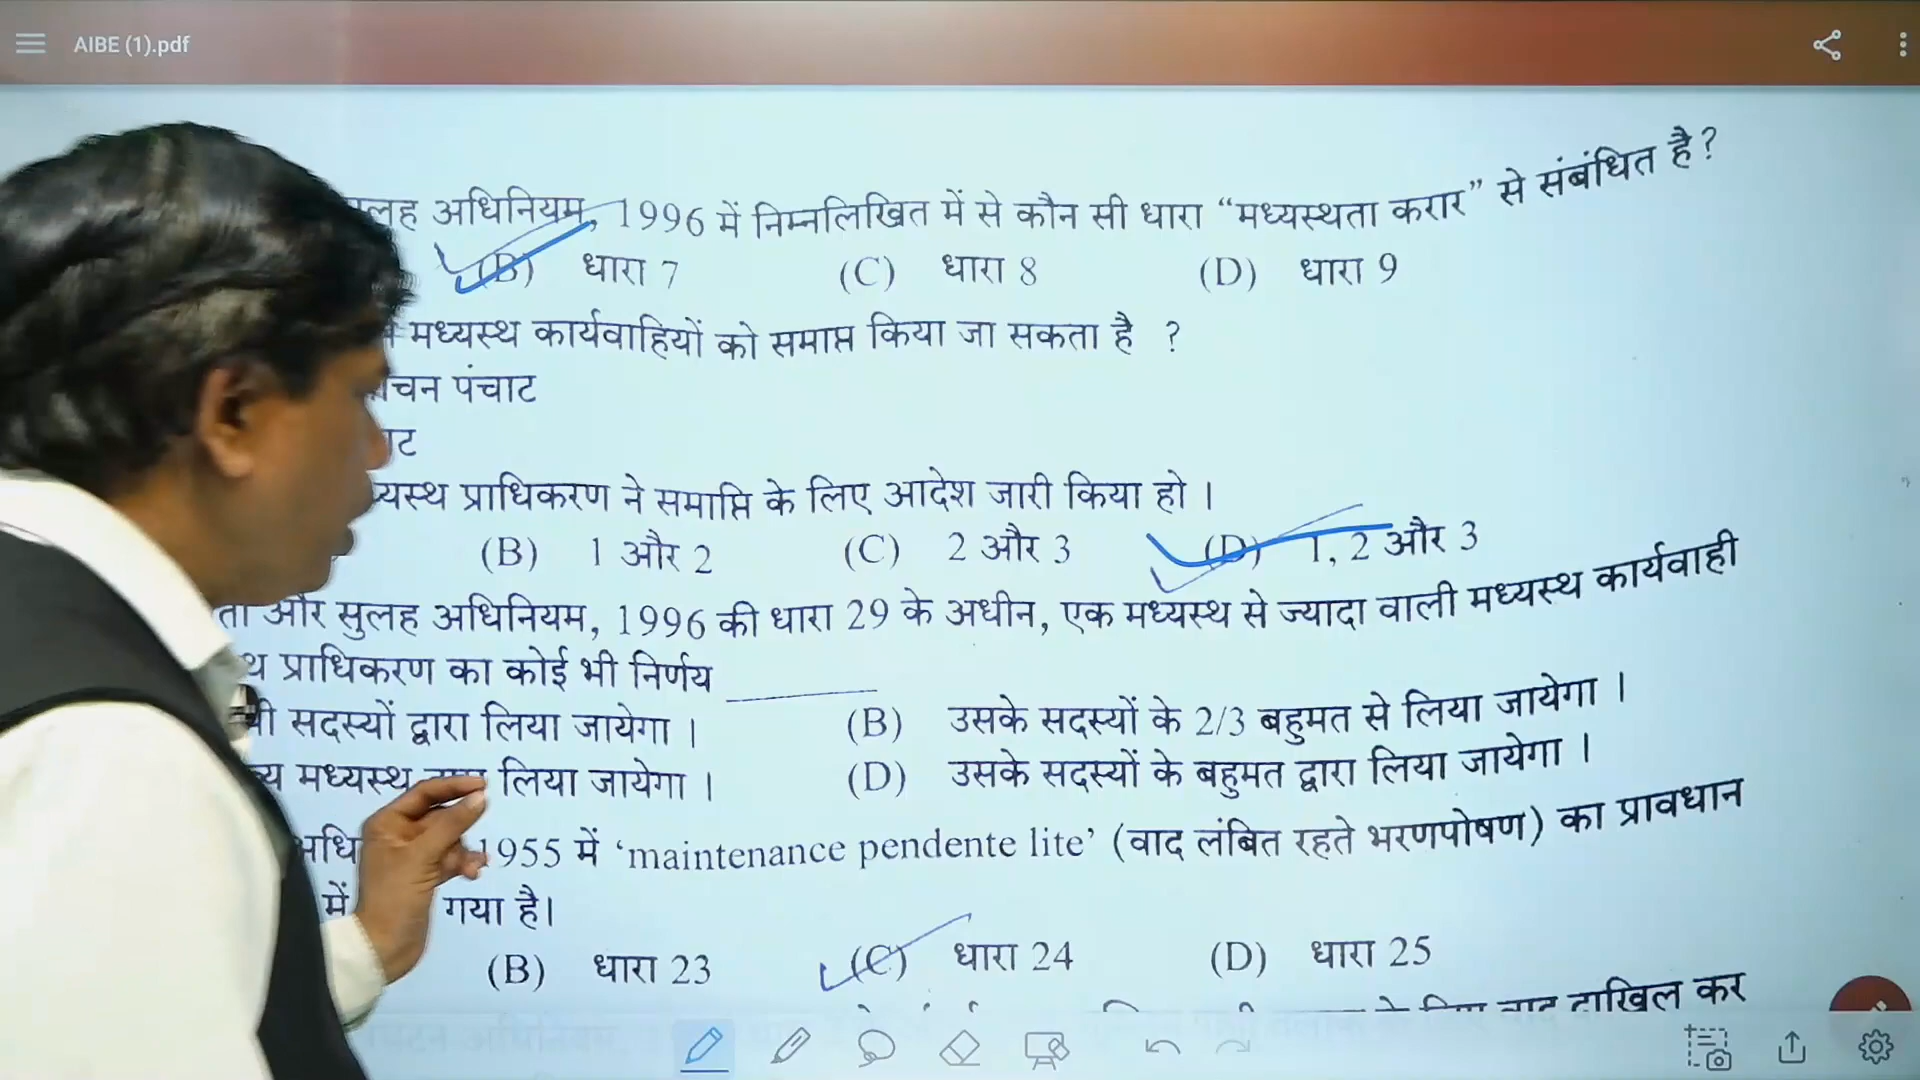 AIBE (1).pdf
अधिनियम, 1996 में निम्नलिखित में से कौन सी धारा “मध्यस्थता करार” से संबंधित है?
(B) धारा 7 (C) धारा 8 (D) धारा 9
मध्यस्थ कार्यवाहियों को समाप्त किया जा सकता है ?
पंचाट
प्राधिकरण ने समाप्ति के लिए आदेश जारी किया हो ।
(B) 1 और 2 (C) 2 और 3 (D) 1, 2 और 3
और सुलह अधिनियम, 1996 की धारा 29 के अधीन, एक मध्यस्थ से ज्यादा वाली मध्यस्थ कार्यवाही
प्राधिकरण का कोई भी निर्णय ________
सदस्यों द्वारा लिया जायेगा । (B) उसके सदस्यों के 2/3 बहुमत से लिया जायेगा ।
मध्यस्थ लिया जायेगा । (D) उसके सदस्यों के बहुमत द्वारा लिया जायेगा ।
1955 में ‘maintenance pendente lite’ (वाद लंबित रहते भरणपोषण) का प्रावधान
में गया है।
(B) धारा 23 (C) धारा 24 (D) धारा 25
दाखिल कर